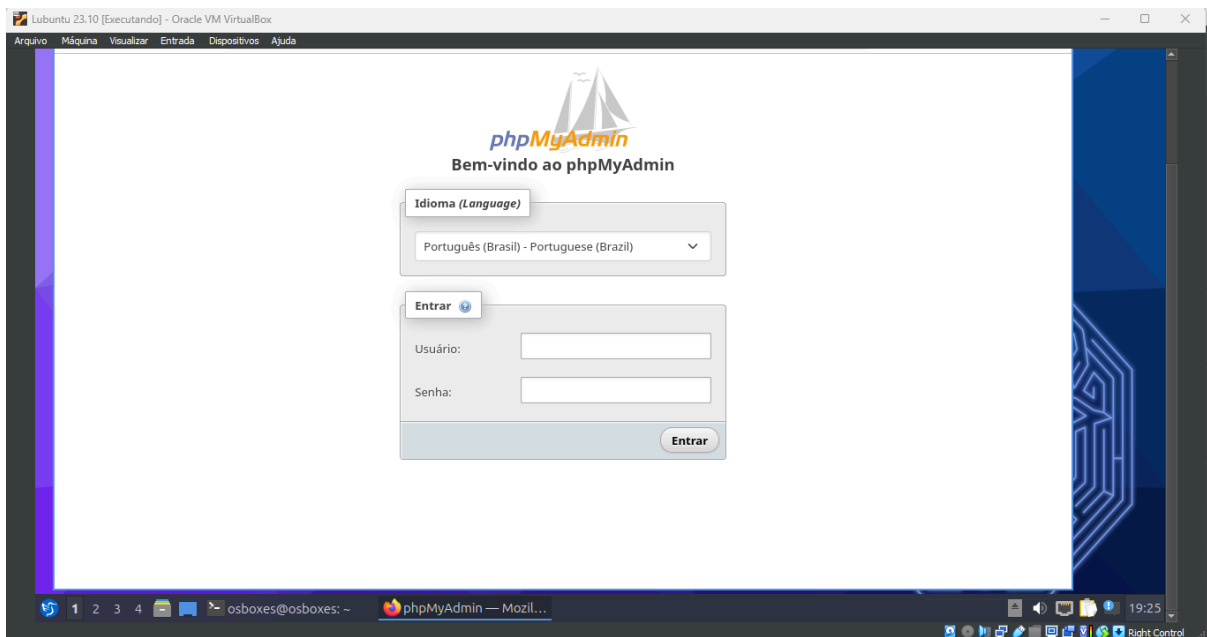 Lubuntu 23.10 [Executando] - Oracle VM VirtualBox
Arquivo Máquina Visualizar Entrada Dispositivos Ajuda
phpMyAdmin
Bem-vindo ao phpMyAdmin
Idioma (Language)
Português (Brasil) - Portuguese (Brazil)
Entrar
Usuário:
Senha:
Entrar
1 2 3 4 osboxes@osboxes: ~ phpMyAdmin — Mozil... 19:25
Right Control